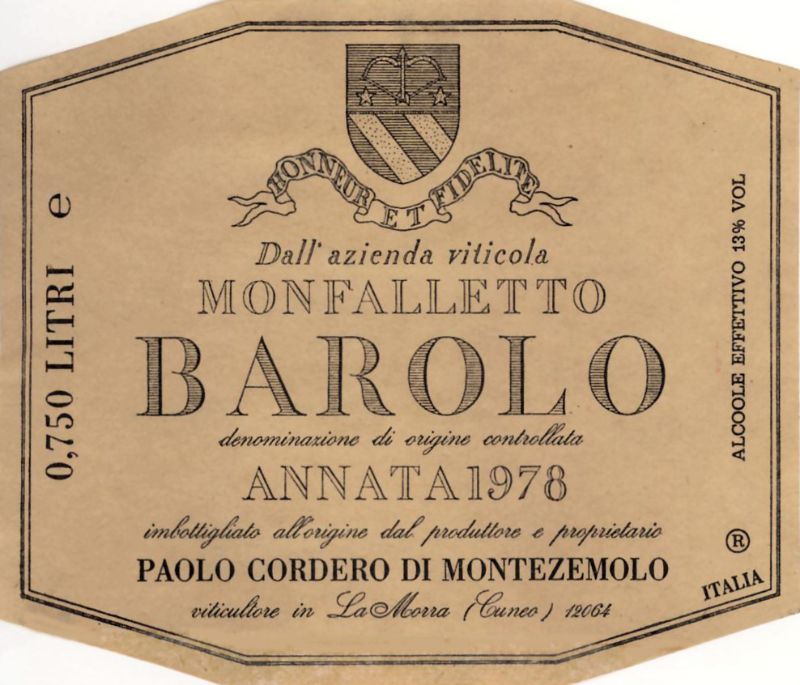 HONNEUR ET FIDELITE
Dall'azienda viticola
MONFALLETTO
BAROLO
denominazione di origine controllata
ANNATA 1978
imbottigliato all'origine dal produttore e proprietario
PAOLO CORDERO DI MONTEZEMOLO
viticultore in La Morra (Cuneo) 12064
0,750 LITRI e
ALCOOLE EFFETTIVO 13% VOL
®
ITALIA